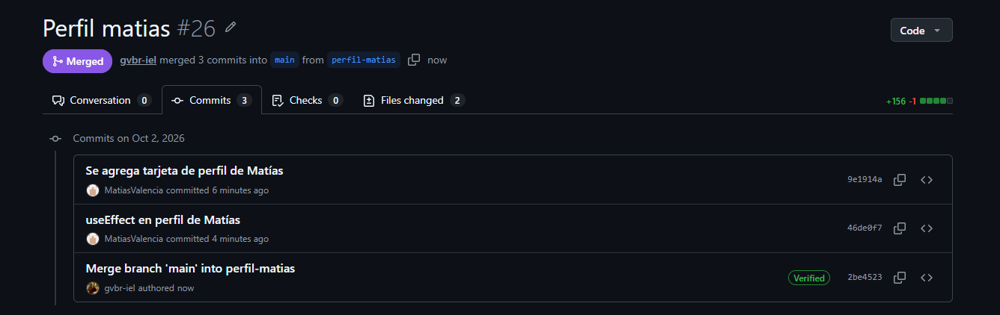 Perfil matias #26
Code
Merged gvbr-iel merged 3 commits into main from perfil-matias now
Conversation 0 Commits 3 Checks 0 Files changed 2 +156 -1
Commits on Oct 2, 2026
Se agrega tarjeta de perfil de Matías
MatiasValencia committed 6 minutes ago
9e1914a
useEffect en perfil de Matías
MatiasValencia committed 4 minutes ago
46de0f7
Merge branch 'main' into perfil-matias
gvbr-iel authored now
Verified 2be4523